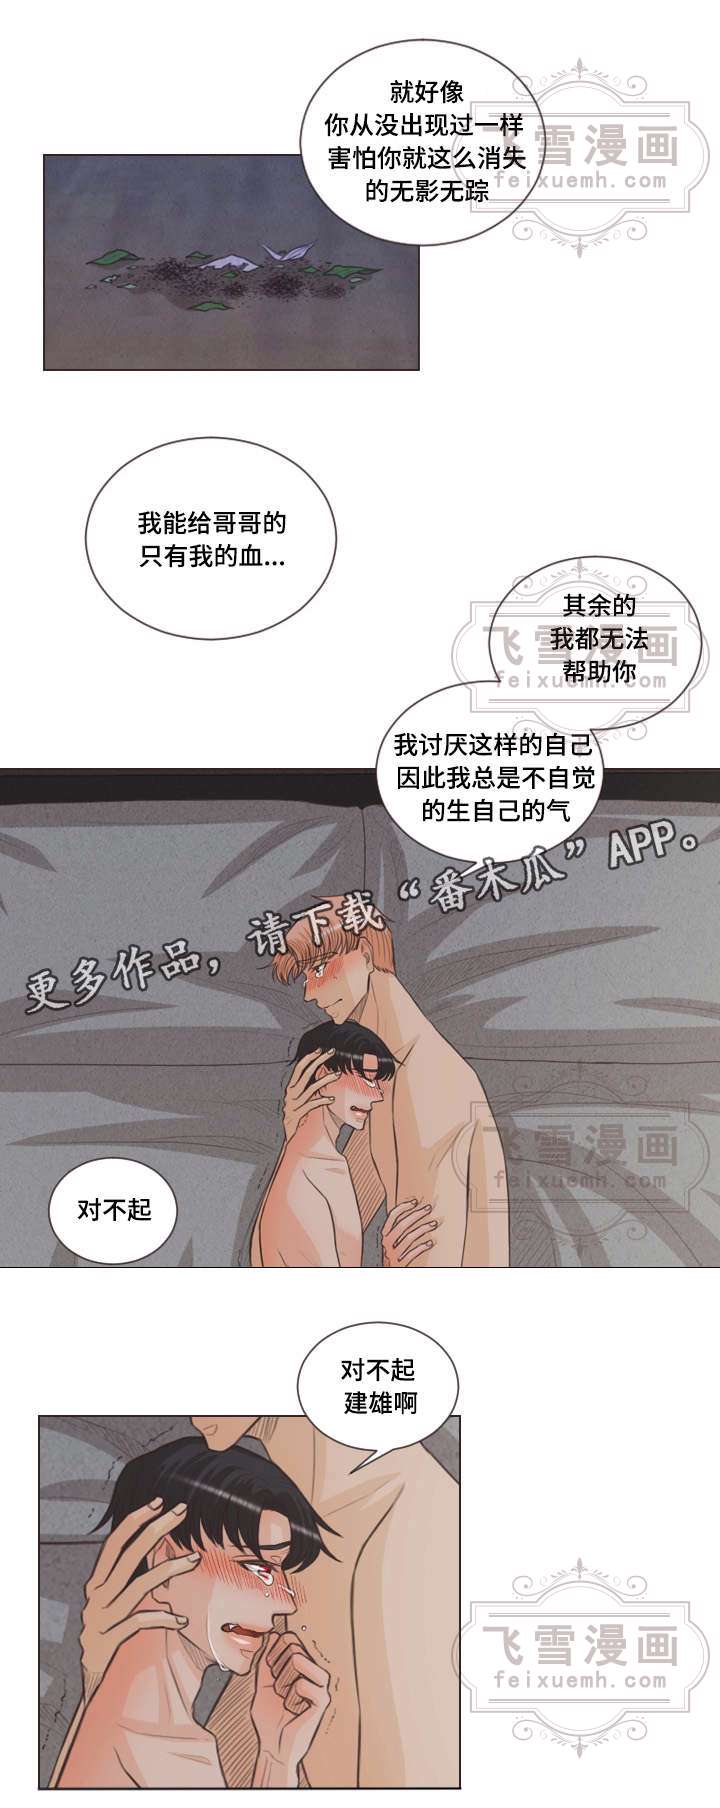 就好像
你从没出现过一样
害怕你就这么消失
的无影无踪
飞雪漫画
feixuemh.com
我能给哥哥的
只有我的血...
其余的
我都无法
帮助你
飞雪漫画
feixuemh.com
我讨厌这样的自己
因此我总是不自觉
的生自己的气
更多作品，请下载“番木瓜”APP。
飞雪漫画
feixuemh.com
对不起
对不起
建雄啊
飞雪漫画
feixuemh.com